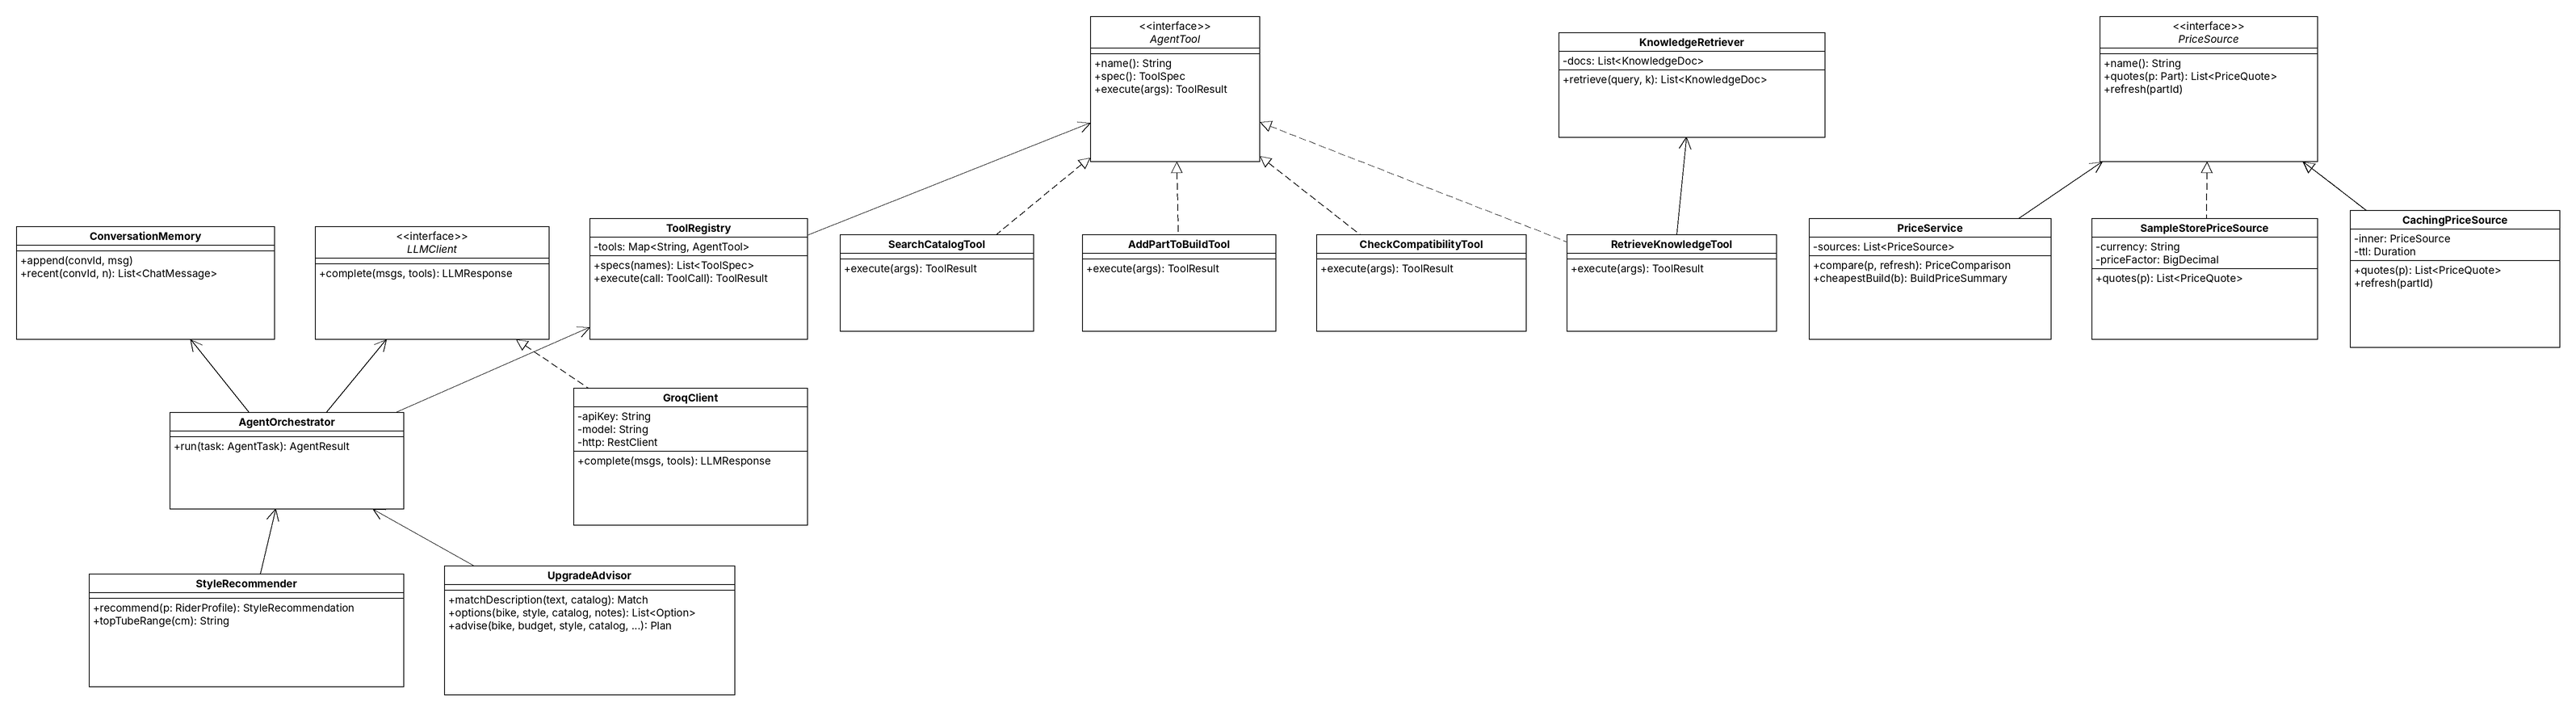 <<interface>>
AgentTool
+name(): String
+spec(): ToolSpec
+execute(args): ToolResult
KnowledgeRetriever
-docs: List<KnowledgeDoc>
+retrieve(query, k): List<KnowledgeDoc>
<<interface>>
PriceSource
+name(): String
+quotes(p: Part): List<PriceQuote>
+refresh(partId)
ConversationMemory
+append(convId, msg)
+recent(convId, n): List<ChatMessage>
<<interface>>
LLMClient
+complete(msgs, tools): LLMResponse
ToolRegistry
-tools: Map<String, AgentTool>
+specs(names): List<ToolSpec>
+execute(call: ToolCall): ToolResult
SearchCatalogTool
+execute(args): ToolResult
AddPartToBuildTool
+execute(args): ToolResult
CheckCompatibilityTool
+execute(args): ToolResult
RetrieveKnowledgeTool
+execute(args): ToolResult
PriceService
-sources: List<PriceSource>
+compare(p, refresh): PriceComparison
+cheapestBuild(b): BuildPriceSummary
SampleStorePriceSource
-currency: String
-priceFactor: BigDecimal
+quotes(p): List<PriceQuote>
CachingPriceSource
-inner: PriceSource
-ttl: Duration
+quotes(p): List<PriceQuote>
+refresh(partId)
AgentOrchestrator
+run(task: AgentTask): AgentResult
GroqClient
-apiKey: String
-model: String
-http: RestClient
+complete(msgs, tools): LLMResponse
StyleRecommender
+recommend(p: RiderProfile): StyleRecommendation
+topTubeRange(cm): String
UpgradeAdvisor
+matchDescription(text, catalog): Match
+options(bike, style, catalog, notes): List<Option>
+advise(bike, budget, style, catalog, ...): Plan